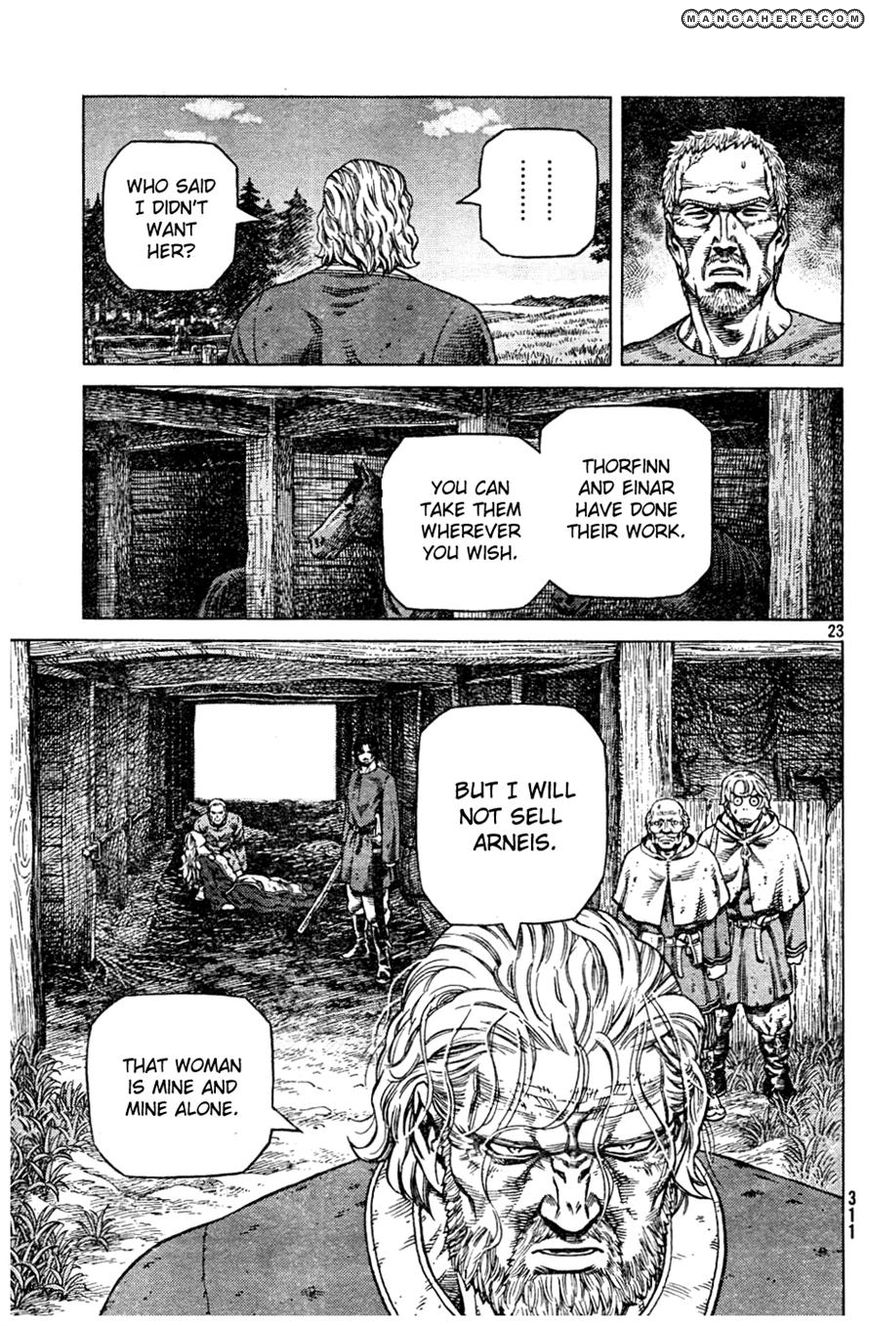 MANGAHERE.COM
.......
WHO SAID
I DIDN'T
WANT
HER?
THORFINN
AND EINAR
HAVE DONE
THEIR WORK.
YOU CAN
TAKE THEM
WHEREVER
YOU WISH.
23
BUT I WILL
NOT SELL
ARNEIS.
THAT WOMAN
IS MINE AND
MINE ALONE.
311